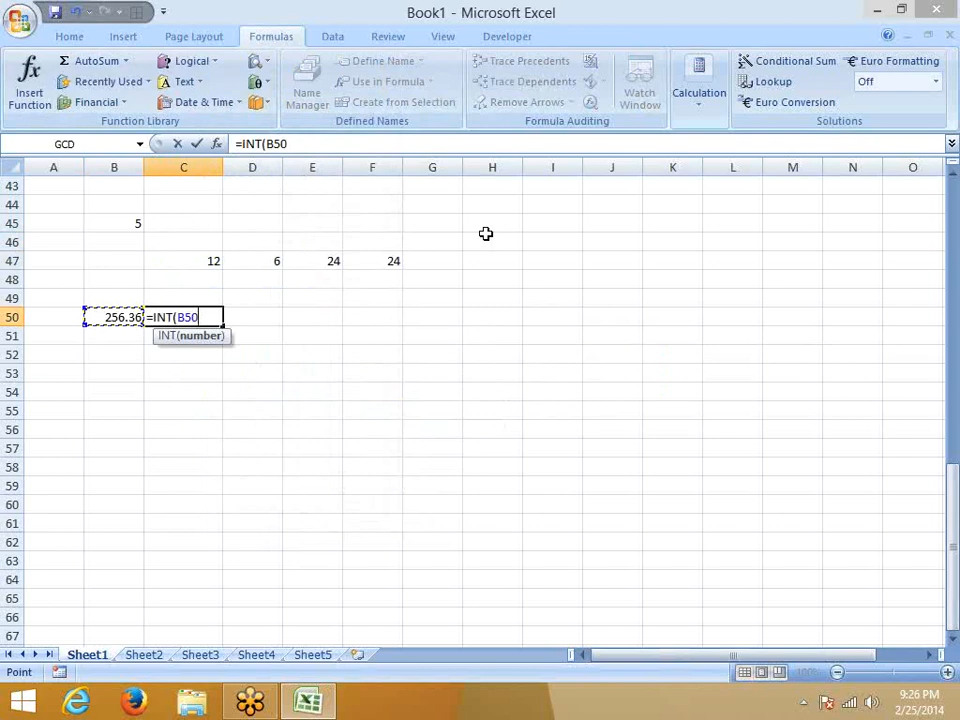 Book1 - Microsoft Excel
Home Insert Page Layout Formulas Data Review View Developer
fx Insert Function
Σ AutoSum
Recently Used
Financial
Logical
Text
Date & Time
Function Library
Name Manager
Define Name
Use in Formula
Create from Selection
Defined Names
Trace Precedents
Trace Dependents
Remove Arrows
Watch Window
Formula Auditing
Calculation
Conditional Sum
Lookup
Euro Conversion
Euro Formatting
Off
Solutions
GCD fx =INT(B50
A B C D E F G H I J K L M N O
43
44
45 5
46
47 12 6 24 24
48
49
50 256.36 =INT(B50
51 INT(number)
52
53
54
55
56
57
58
59
60
61
62
63
64
65
66
67
Sheet1 Sheet2 Sheet3 Sheet4 Sheet5
Point 100%
9:26 PM
2/25/2014